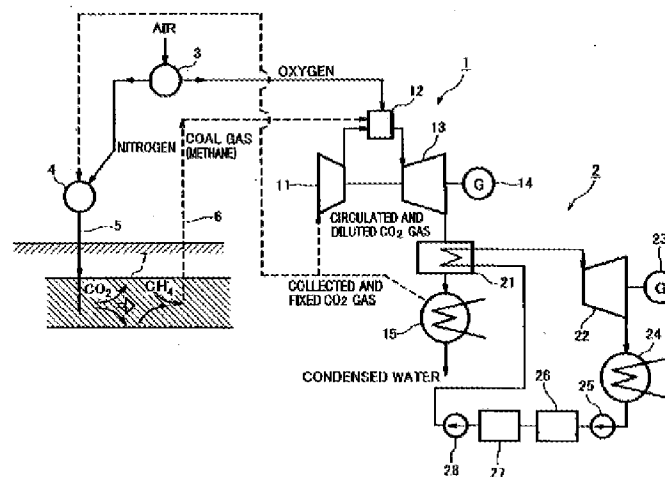 AIR
3
OXYGEN
12
1
13
COAL GAS
(METHANE)
NITROGEN
4
11
G
14
2
5
6
CIRCULATED AND
DILUTED CO₂ GAS
23
7
CO₂
CH₄
COLLECTED AND
FIXED CO₂ GAS
21
G
22
15
24
CONDENSED WATER
26
25
28
27